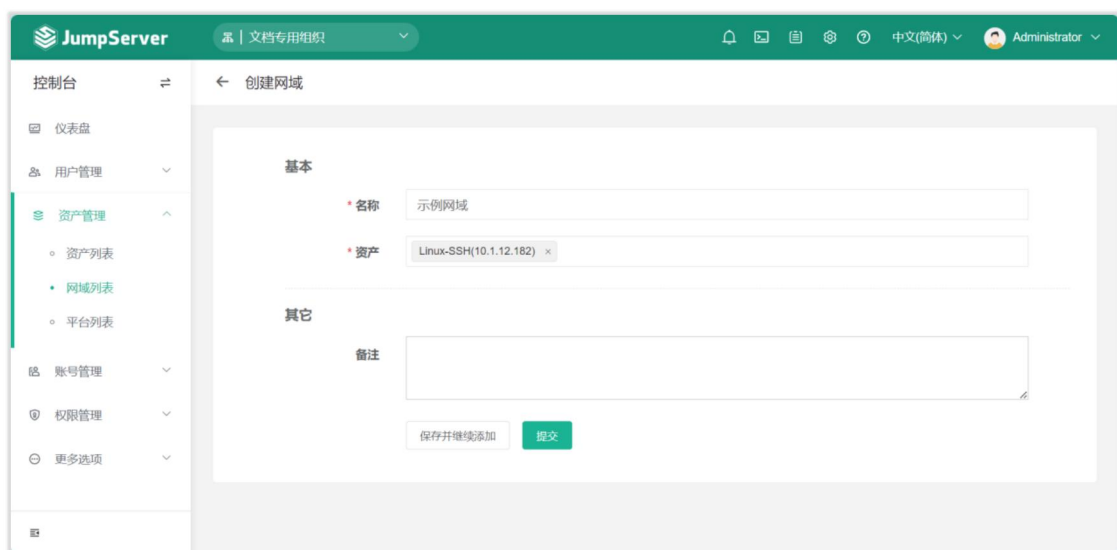 JumpServer
文档专用组织
中文(简体)
Administrator
控制台
创建网域
仪表盘
用户管理
资产管理
资产列表
网域列表
平台列表
账号管理
权限管理
更多选项
基本
* 名称
示例网域
* 资产
Linux-SSH(10.1.12.182) ×
其它
备注
保存并继续添加
提交